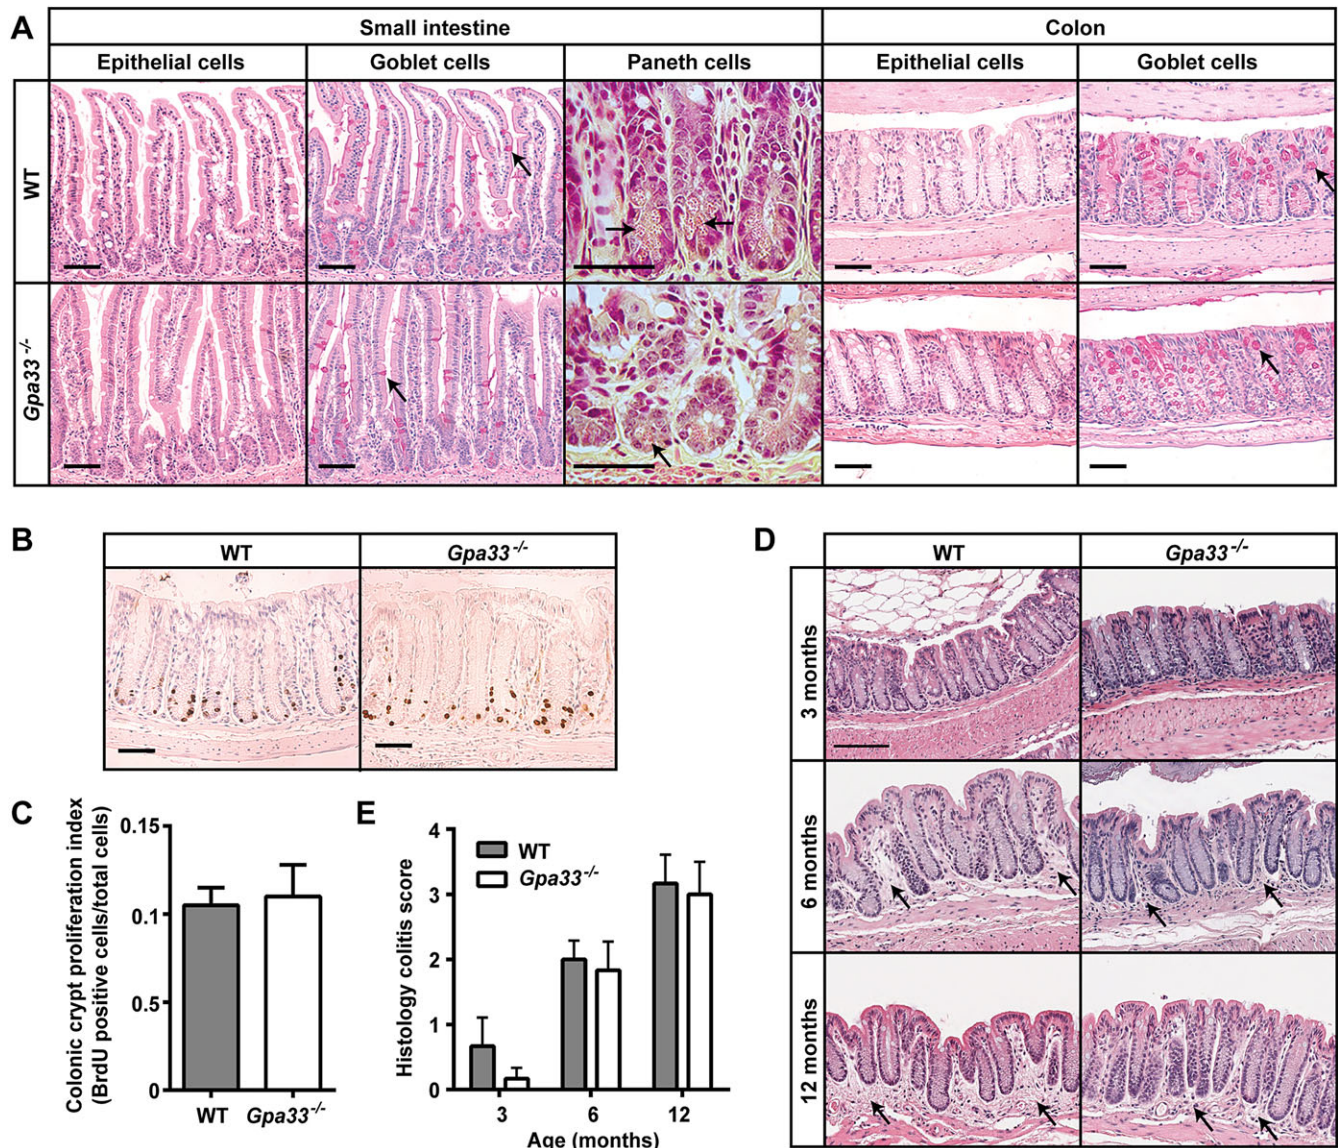 A
Small intestine
Colon
Epithelial cells
Goblet cells
Paneth cells
Epithelial cells
Goblet cells
WT
Gpa33 -/-
B
WT
Gpa33-/-
C
Colonic crypt proliferation index
(BrdU positive cells/total cells)
0.15
0.1
0.5
0
WT
Gpa33-/-
E
Histology colitis score
4
3
2
1
0
WT
Gpa33-/-
3
6
12
Age (months)
D
WT
Gpa33-/-
3 months
6 months
12 months